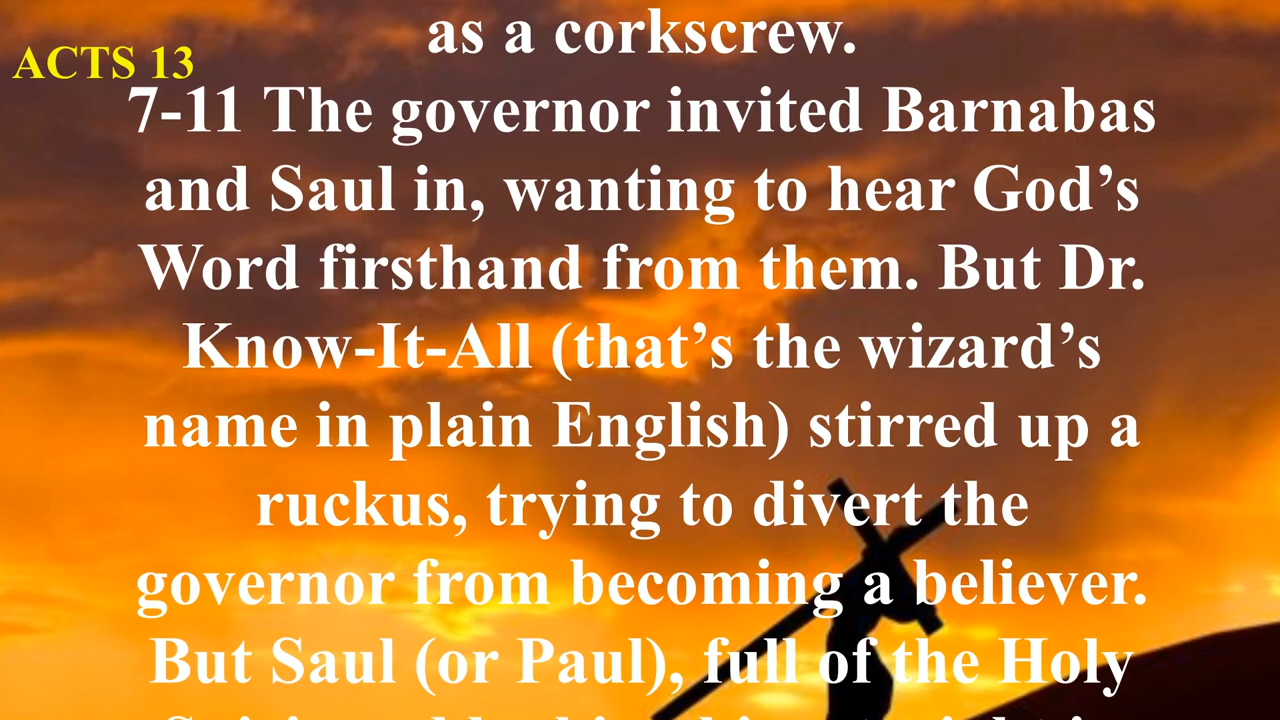 as a corkscrew.
ACTS 13
7-11 The governor invited Barnabas
and Saul in, wanting to hear God’s
Word firsthand from them. But Dr.
Know-It-All (that’s the wizard’s
name in plain English) stirred up a
ruckus, trying to divert the
governor from becoming a believer.
But Saul (or Paul), full of the Holy